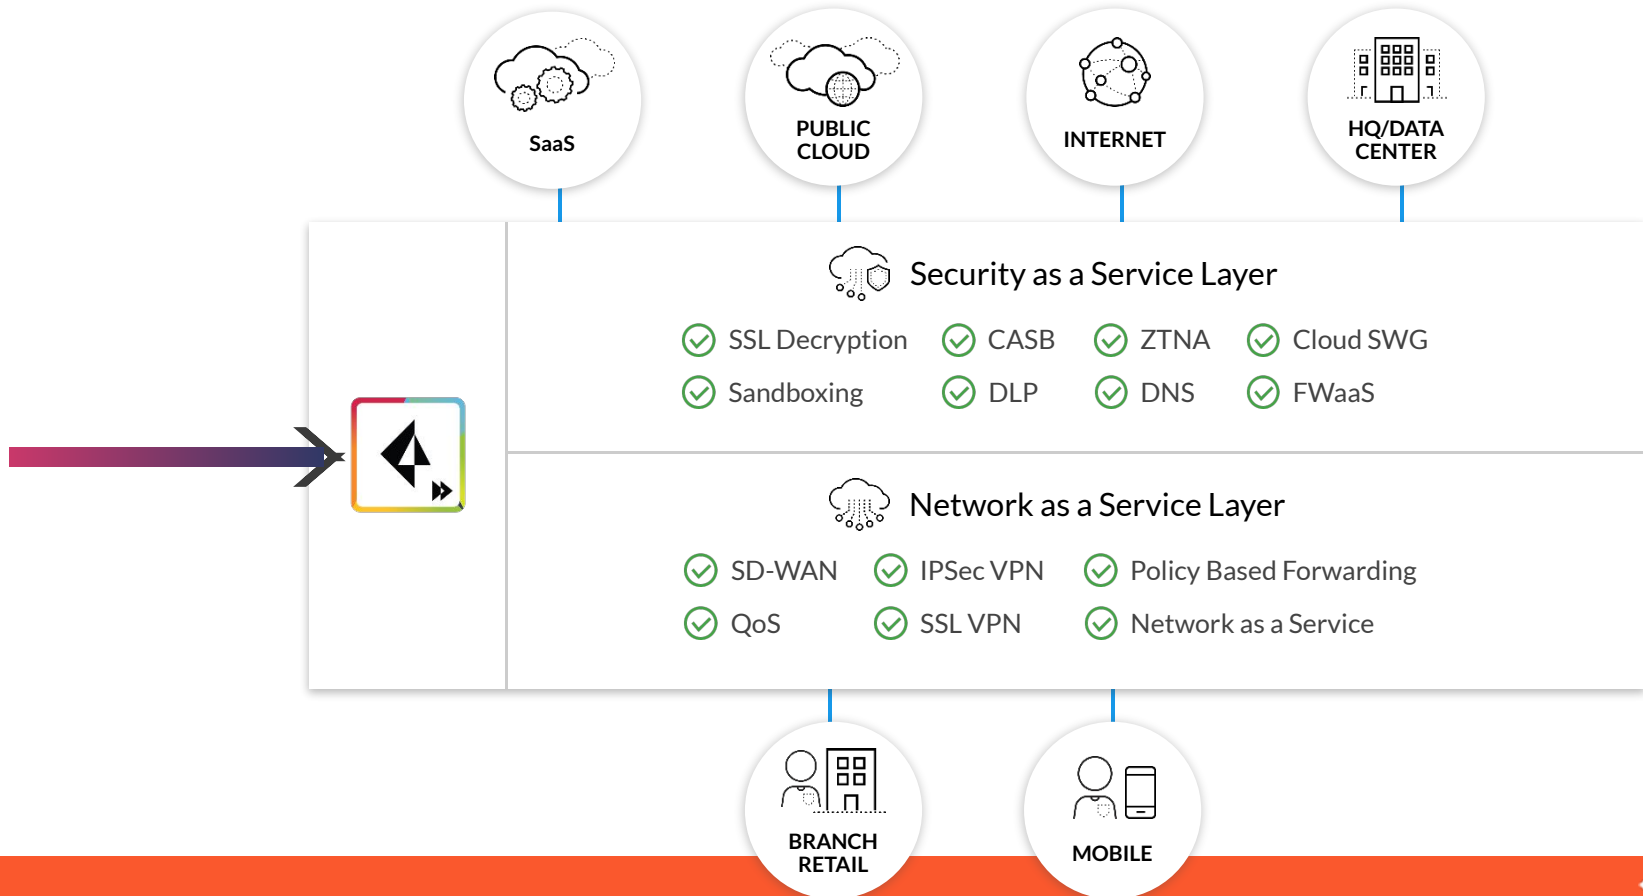 SaaS
PUBLIC
CLOUD
INTERNET
HQ/DATA
CENTER
Security as a Service Layer
SSL Decryption
CASB
ZTNA
Cloud SWG
Sandboxing
DLP
DNS
FWaaS
Network as a Service Layer
SD-WAN
IPSec VPN
Policy Based Forwarding
QoS
SSL VPN
Network as a Service
BRANCH
RETAIL
MOBILE